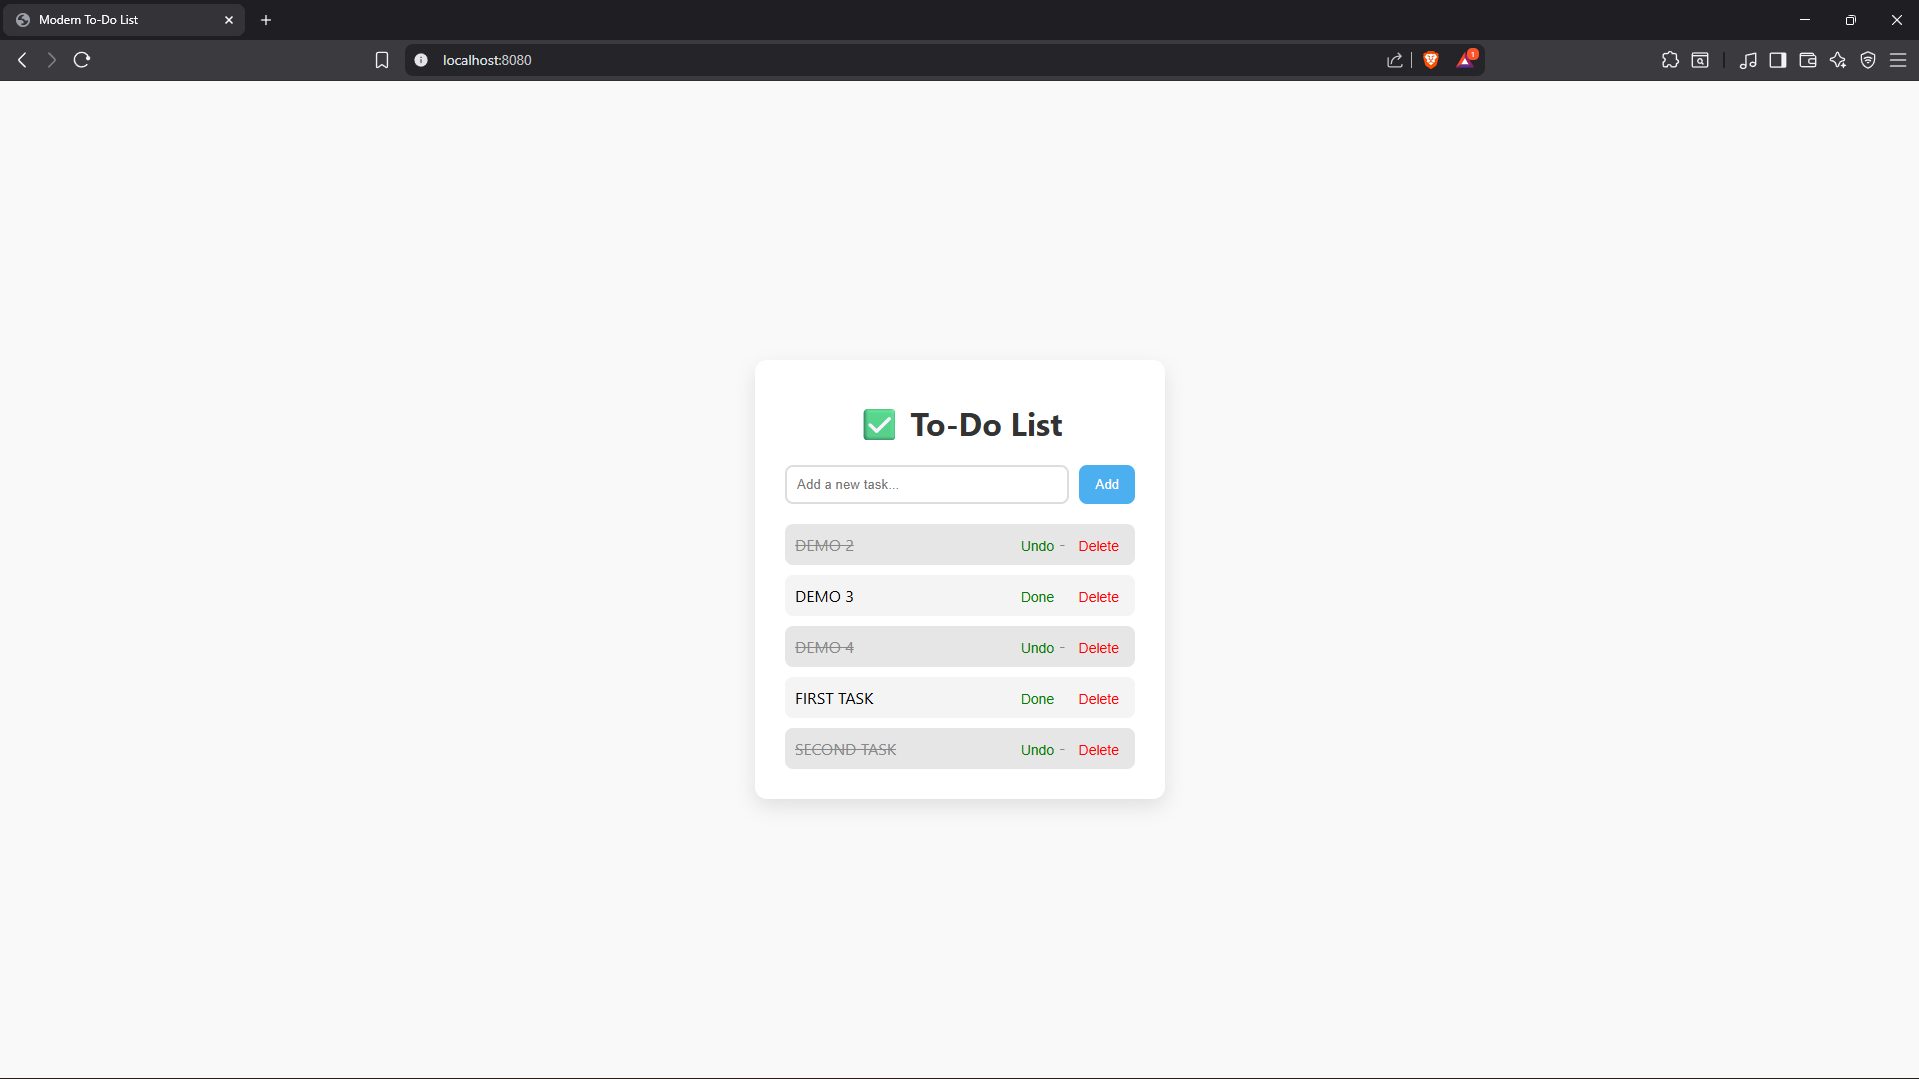 Modern To-Do List
localhost:8080
1
✅ To-Do List
Add a new task...
Add
DEMO 2 Undo - Delete
DEMO 3 Done Delete
DEMO 4 Undo - Delete
FIRST TASK Done Delete
SECOND TASK Undo - Delete